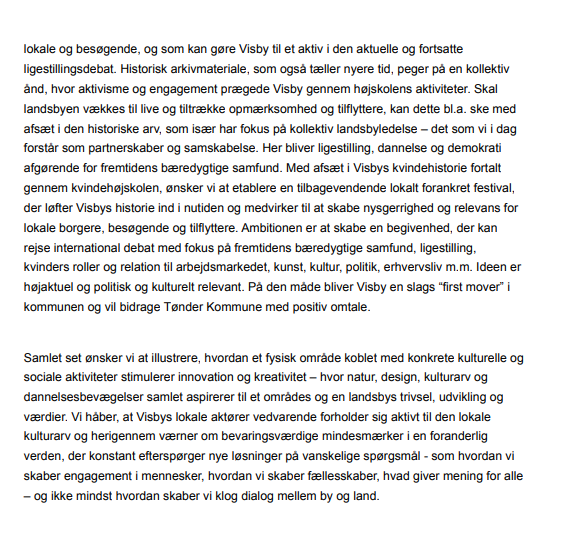 lokale og besøgende, og som kan gøre Visby til et aktiv i den aktuelle og fortsatte
ligestillingsdebat. Historisk arkivmateriale, som også tæller nyere tid, peger på en kollektiv
ånd, hvor aktivisme og engagement prægede Visby gennem højskolens aktiviteter. Skal
landsbyen vækkes til live og tiltrække opmærksomhed og tilflyttere, kan dette bl.a. ske med
afsæt i den historiske arv, som især har fokus på kollektiv landsbyledelse – det som vi i dag
forstår som partnerskaber og samskabelse. Her bliver ligestilling, dannelse og demokrati
afgørende for fremtidens bæredygtige samfund. Med afsæt i Visbys kvindehistorie fortalt
gennem kvindehøjskolen, ønsker vi at etablere en tilbagevendende lokalt forankret festival,
der løfter Visbys historie ind i nutiden og medvirker til at skabe nysgerrighed og relevans for
lokale borgere, besøgende og tilflyttere. Ambitionen er at skabe en begivenhed, der kan
rejse international debat med fokus på fremtidens bæredygtige samfund, ligestilling,
kvinders roller og relation til arbejdsmarkedet, kunst, kultur, politik, erhvervsliv m.m. Ideen er
højaktuel og politisk og kulturelt relevant. På den måde bliver Visby en slags “first mover” i
kommunen og vil bidrage Tønder Kommune med positiv omtale.
Samlet set ønsker vi at illustrere, hvordan et fysisk område koblet med konkrete kulturelle og
sociale aktiviteter stimulerer innovation og kreativitet – hvor natur, design, kulturarv og
dannelsesbevægelser samlet aspirerer til et områdes og en landsbys trivsel, udvikling og
værdier. Vi håber, at Visbys lokale aktører vedvarende forholder sig aktivt til den lokale
kulturarv og herigennem værner om bevaringsværdige mindesmærker i en foranderlig
verden, der konstant efterspørger nye løsninger på vanskelige spørgsmål - som hvordan vi
skaber engagement i mennesker, hvordan vi skaber fællesskaber, hvad giver mening for alle
– og ikke mindst hvordan skaber vi klog dialog mellem by og land.